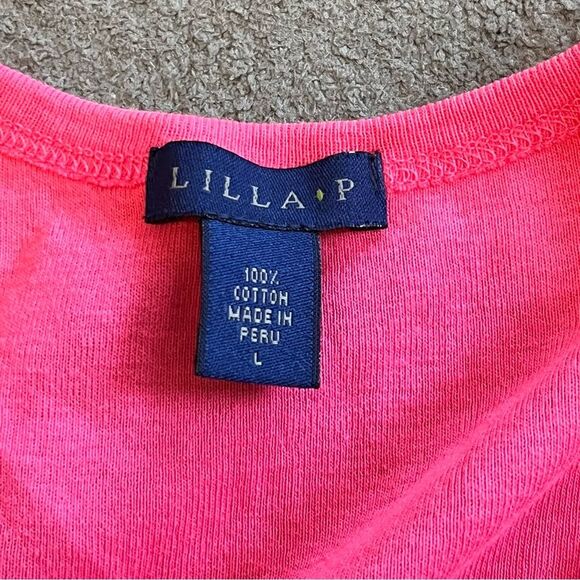 LILLA P
100%
COTTON
MADE IN
PERU
L